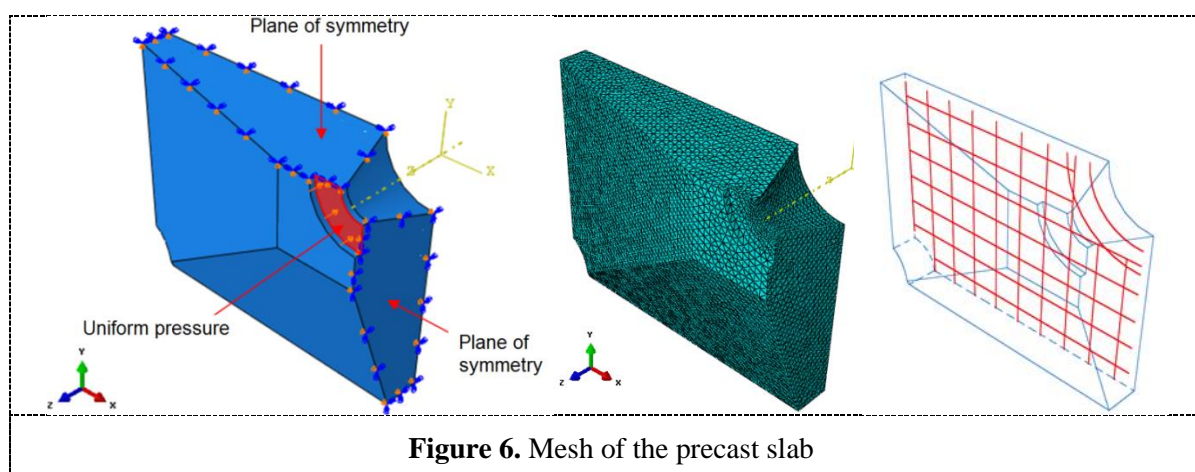 Plane of symmetry
Y
X
Z
Uniform pressure
Plane of
symmetry
Y
Z
X
Y
Z
X
Z
Y
Z
X
Figure 6. Mesh of the precast slab